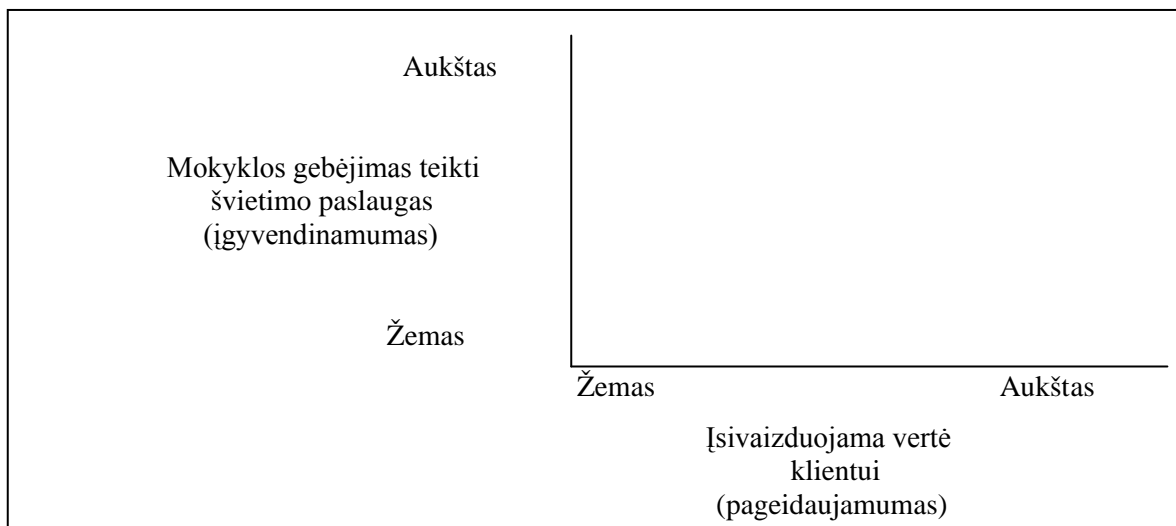 Aukštas
Mokyklos gebėjimas teikti
švietimo paslaugas
(įgyvendinamumas)
Žemas
Žemas Aukštas
Įsivaizduojama vertė
klientui
(pageidaujamumas)